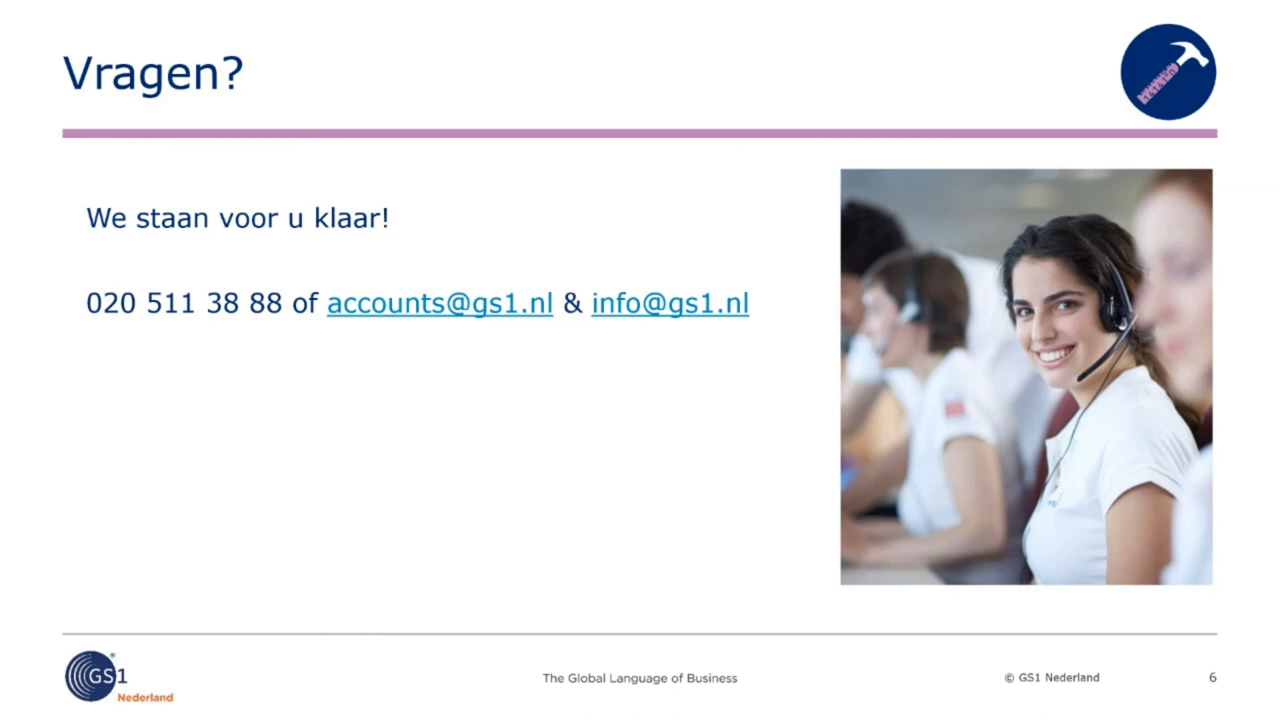 Vragen?
We staan voor u klaar!
020 511 38 88 of accounts@gs1.nl & info@gs1.nl
GS1
®
Nederland
The Global Language of Business
© GS1 Nederland
6